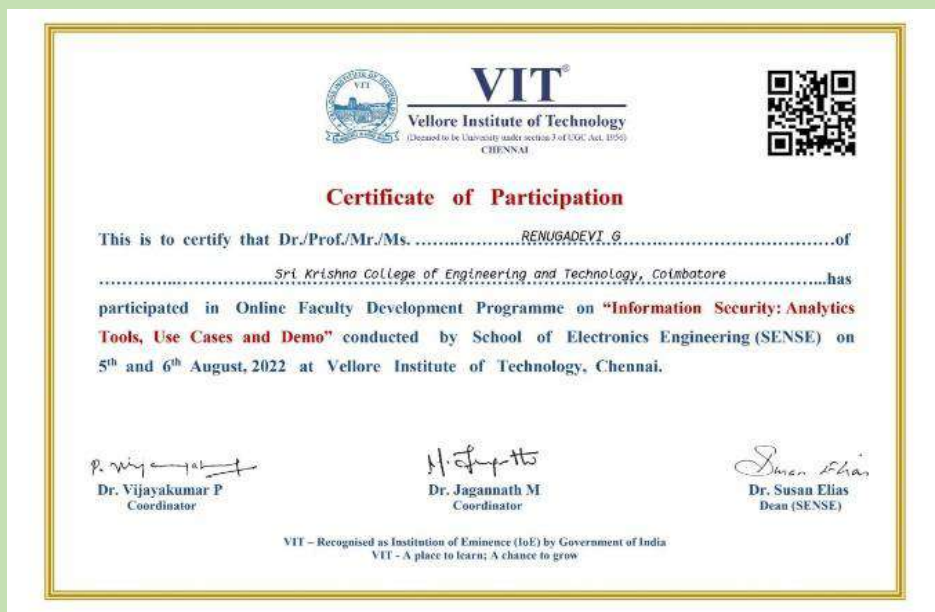 VIT®
Vellore Institute of Technology
(Deemed to be University under section 3 of UGC Act, 1956)
CHENNAI
Certificate of Participation
This is to certify that Dr./Prof./Mr./Ms. ....................RENUGADEVI G........................................of
....................Sri Krishna College of Engineering and Technology, Coimbatore....................has
participated in Online Faculty Development Programme on “Information Security: Analytics
Tools, Use Cases and Demo” conducted by School of Electronics Engineering (SENSE) on
5th and 6th August, 2022 at Vellore Institute of Technology, Chennai.
Susan Elias
Dr. Vijayakumar P
Coordinator
Dr. Jagannath M
Coordinator
Dr. Susan Elias
Dean (SENSE)
VIT – Recognised as Institution of Eminence (IoE) by Government of India
VIT - A place to learn; A chance to grow